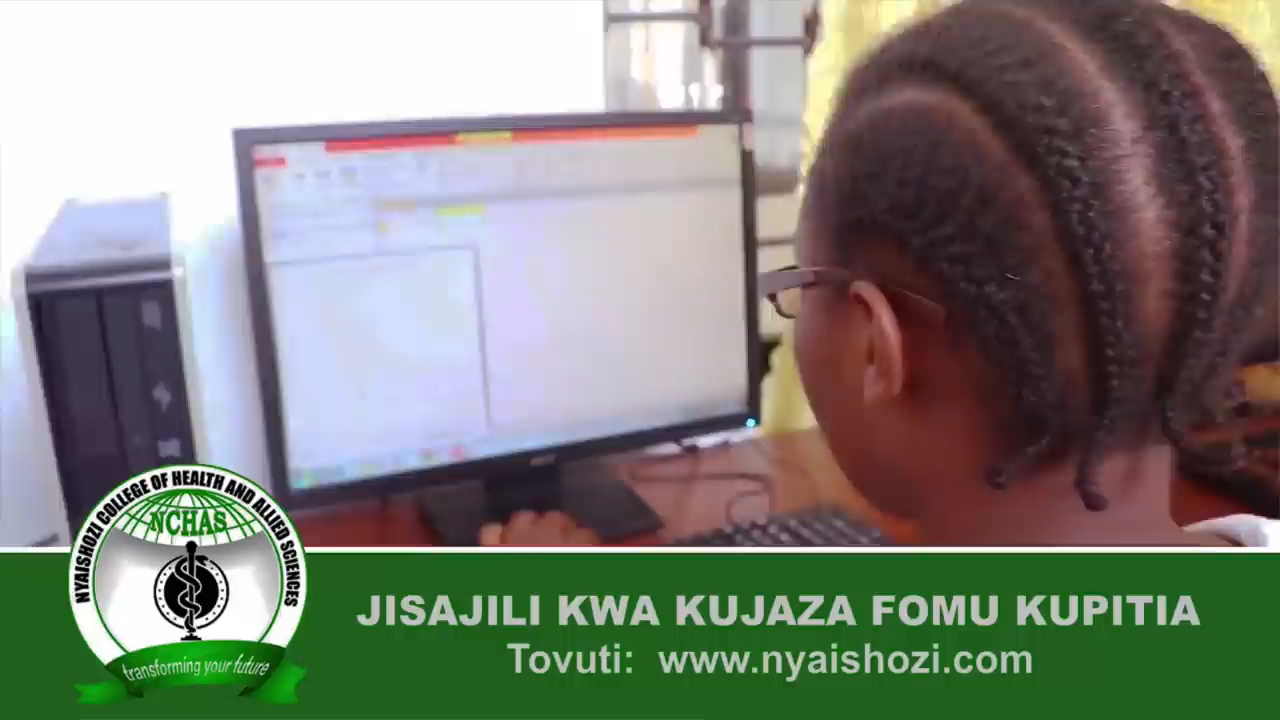 NYAISHOZI COLLEGE OF HEALTH AND ALLIED SCIENCES
NCHAS
transforming your future
JISAJILI KWA KUJAZA FOMU KUPITIA
Tovuti: www.nyaishozi.com